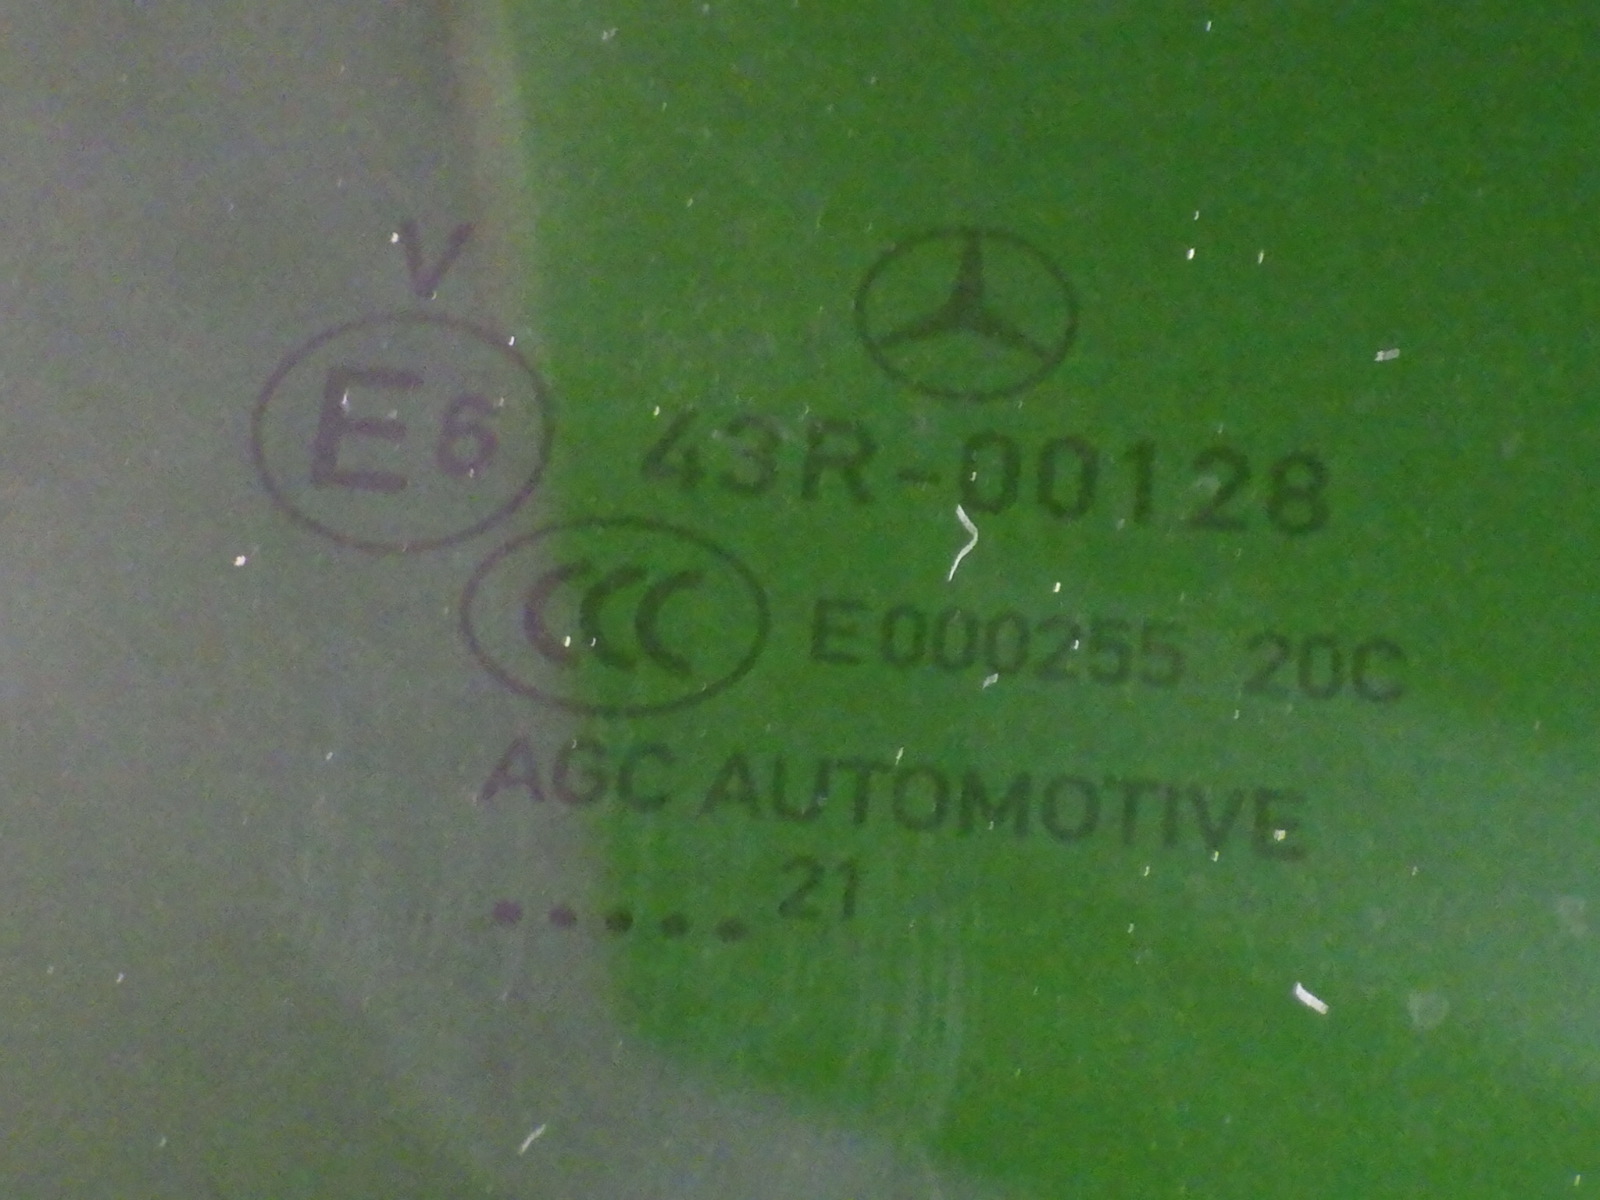 V
E6 43R-00128
CCC E000255 20C
AGC AUTOMOTIVE
..... 21